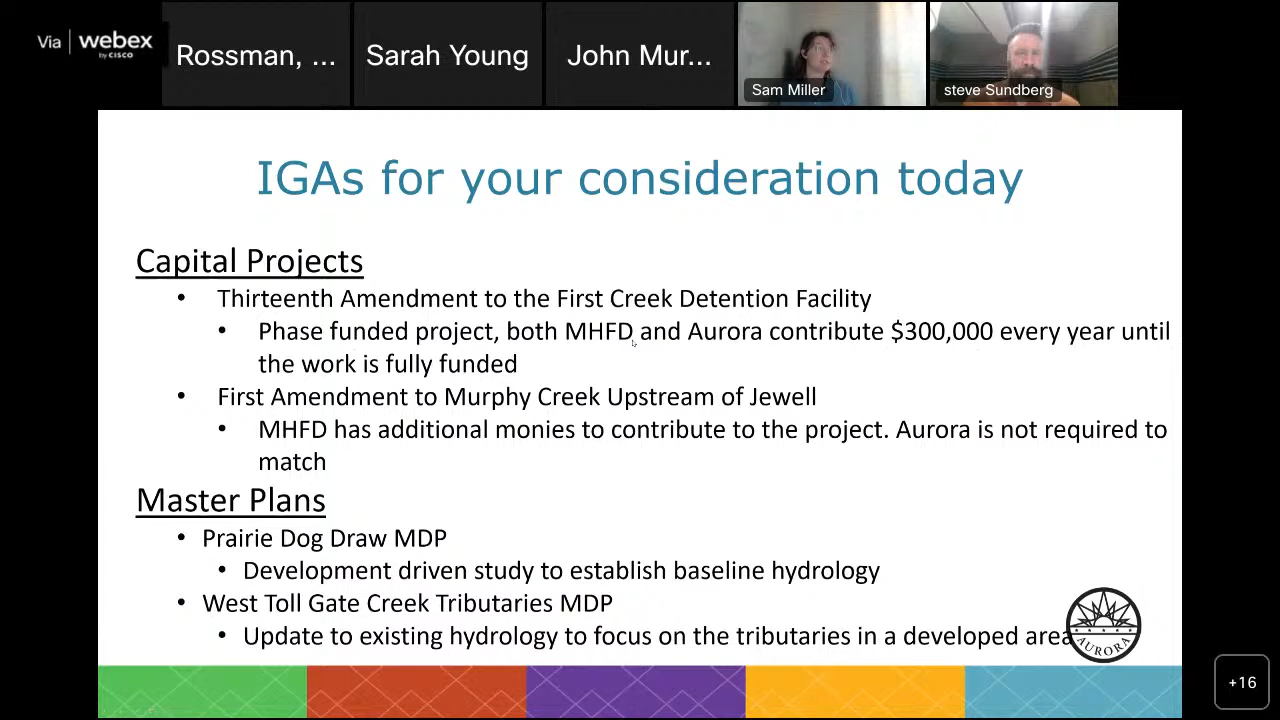 Via webex
by CISCO
Rossman, ...
Sarah Young
John Mur...
Sam Miller
steve Sundberg
IGAs for your consideration today
Capital Projects
• Thirteenth Amendment to the First Creek Detention Facility
• Phase funded project, both MHFD and Aurora contribute $300,000 every year until
the work is fully funded
• First Amendment to Murphy Creek Upstream of Jewell
• MHFD has additional monies to contribute to the project. Aurora is not required to
match
Master Plans
• Prairie Dog Draw MDP
• Development driven study to establish baseline hydrology
• West Toll Gate Creek Tributaries MDP
• Update to existing hydrology to focus on the tributaries in a developed area
AURORA
+16